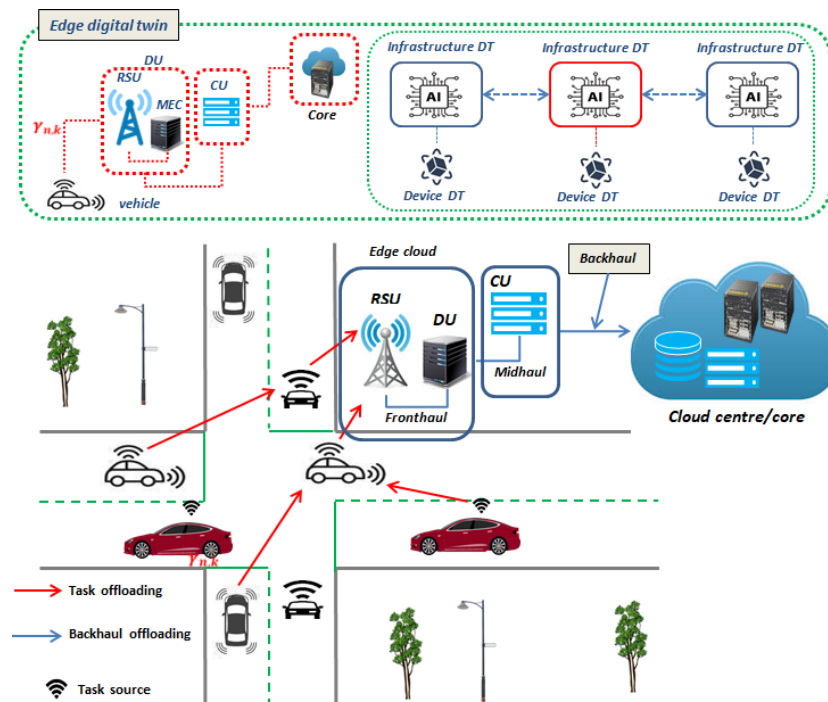 Edge digital twin
DU
RSU
MEC
CU
Core
γn,k
vehicle
Infrastructure DT
Infrastructure DT
Infrastructure DT
AI
AI
AI
Device DT
Device DT
Device DT
Edge cloud
RSU
DU
Fronthaul
CU
Midhaul
Backhaul
Cloud centre/core
γn,k
Task offloading
Backhaul offloading
Task source